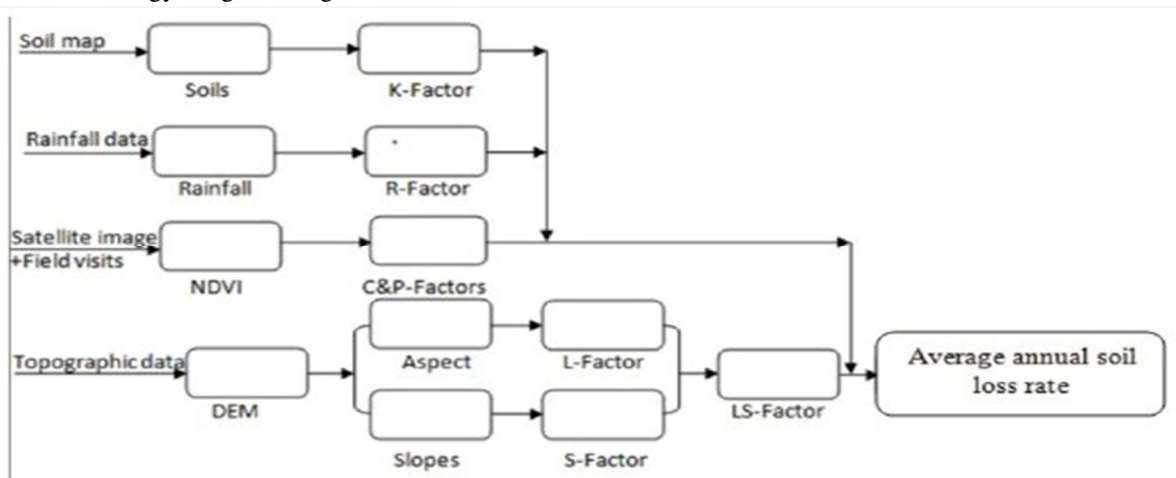 Soil map
Soils
K-Factor
Rainfall data
Rainfall
R-Factor
Satellite image
+Field visits
NDVI
C&P-Factors
Topographic data
DEM
Aspect
L-Factor
Slopes
S-Factor
LS-Factor
Average annual soil
loss rate